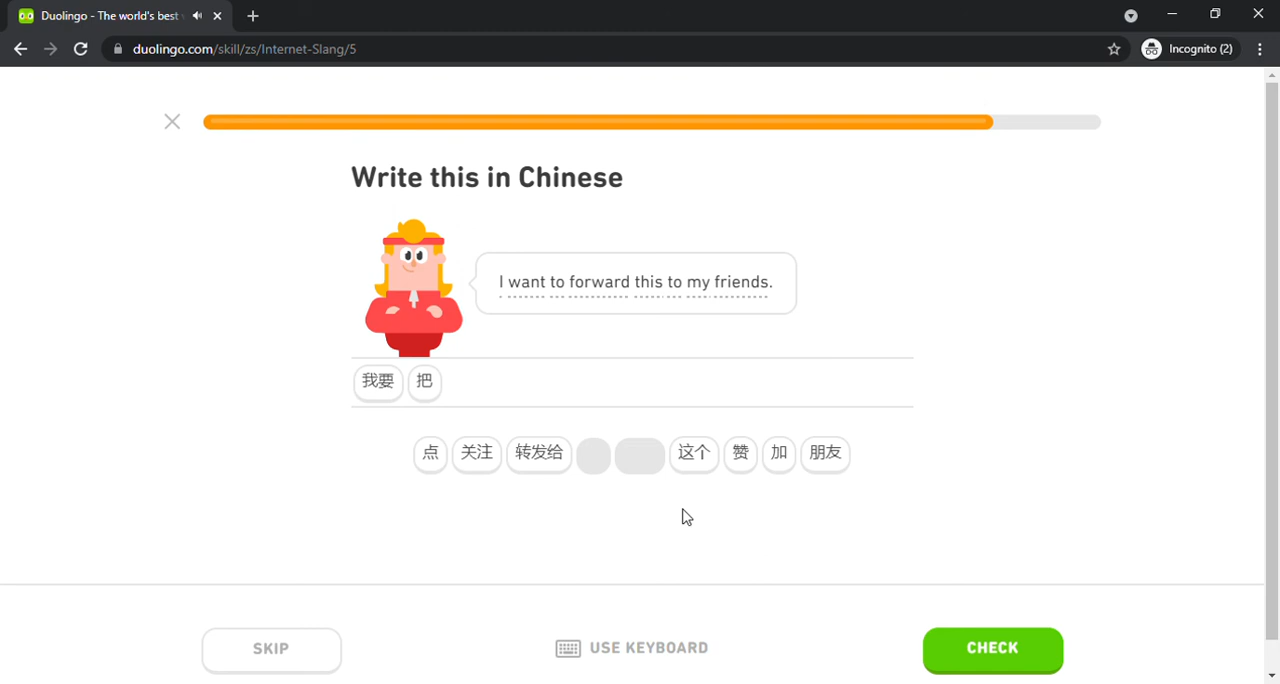 Duolingo - The world's best
duolingo.com/skill/zs/Internet-Slang/5
Incognito (2)
Write this in Chinese
I want to forward this to my friends.
我要 把
点 关注 转发给 这个 赞 加 朋友
SKIP
USE KEYBOARD
CHECK